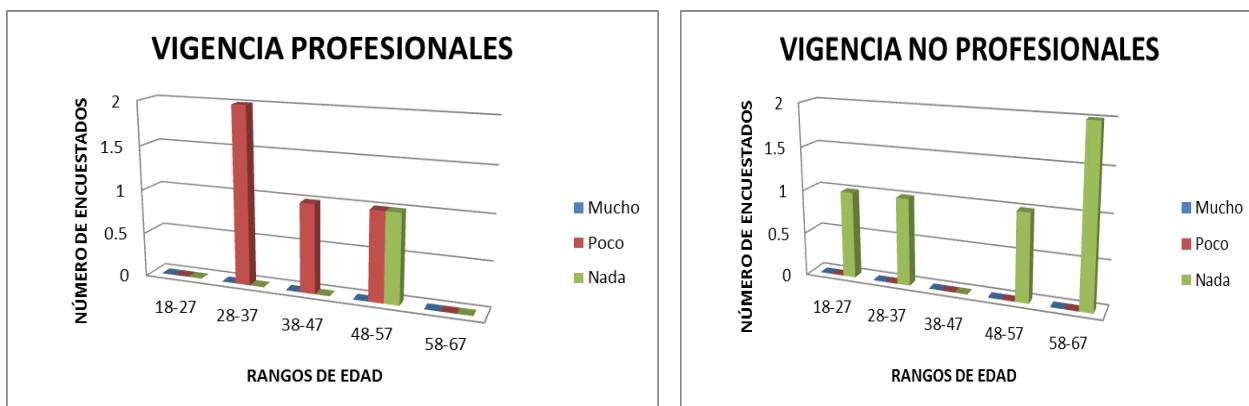 VIGENCIA PROFESIONALES
NÚMERO DE ENCUESTADOS
2
1.5
1
0.5
0
18-27
28-37
38-47
48-57
58-67
RANGOS DE EDAD
Mucho
Poco
Nada
VIGENCIA NO PROFESIONALES
NÚMERO DE ENCUESTADOS
2
1.5
1
0.5
0
18-27
28-37
38-47
48-57
58-67
RANGOS DE EDAD
Mucho
Poco
Nada